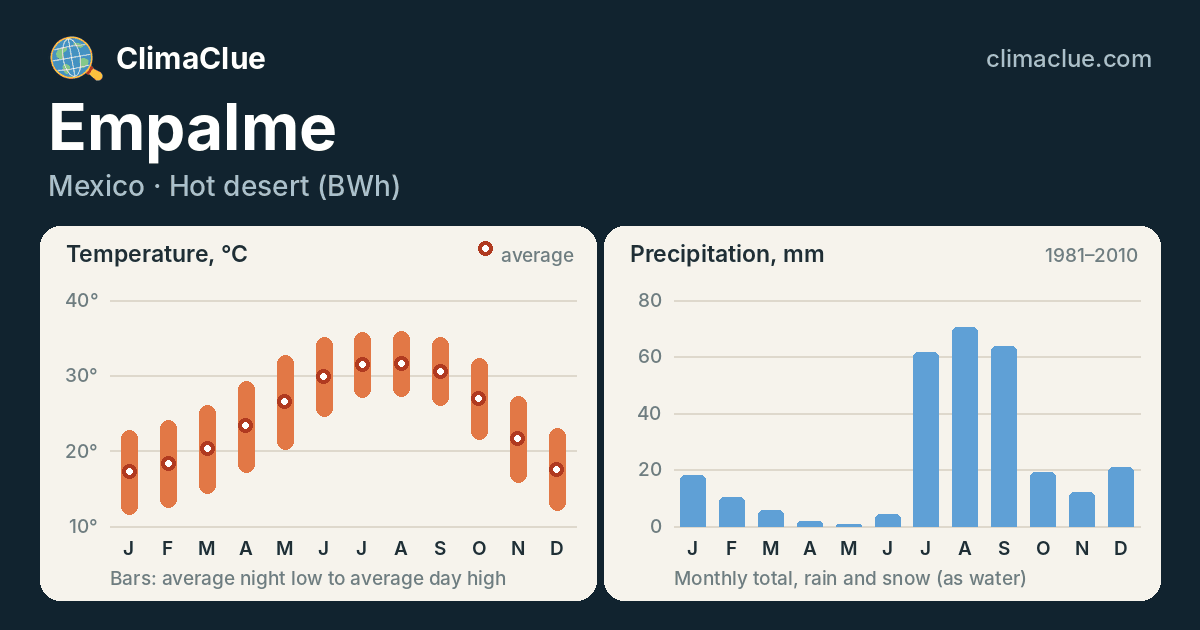 ClimaClue
climaclue.com
Empalme
Mexico · Hot desert (BWh)
Temperature, °C
average
40°
30°
20°
10°
J F M A M J J A S O N D
Bars: average night low to average day high
Precipitation, mm
1981–2010
80
60
40
20
0
J F M A M J J A S O N D
Monthly total, rain and snow (as water)